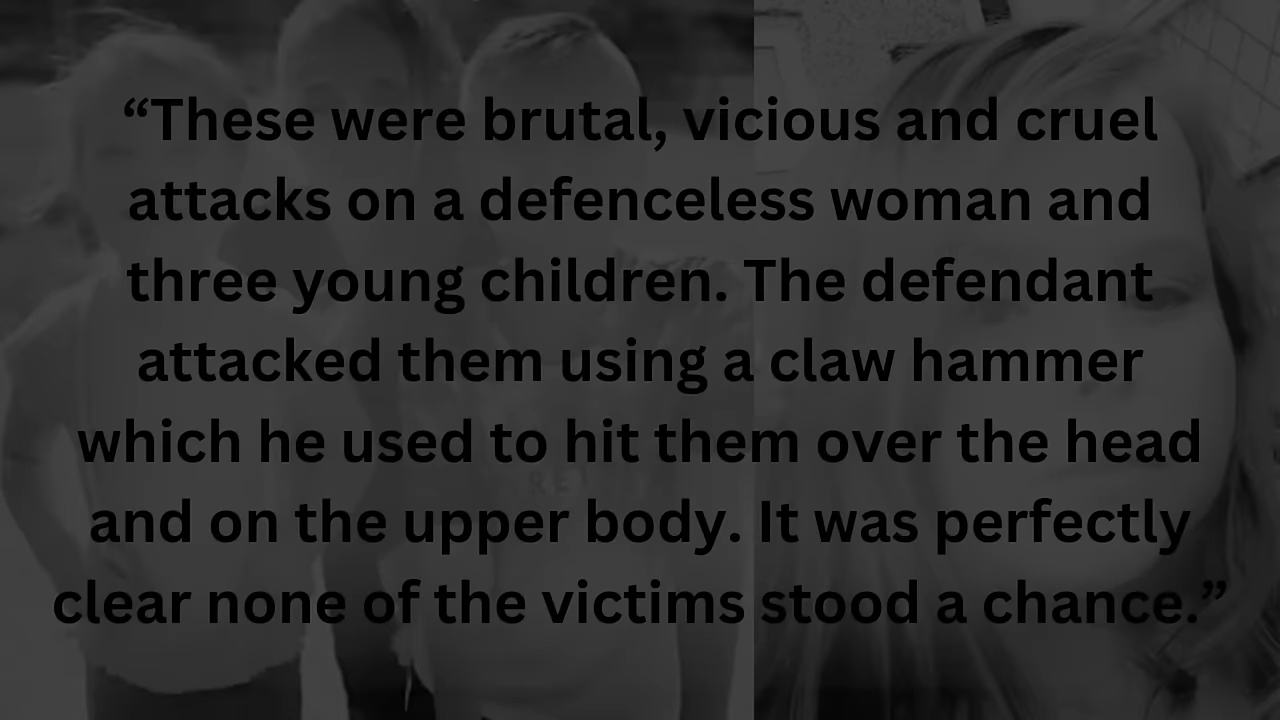 “These were brutal, vicious and cruel
attacks on a defenceless woman and
three young children. The defendant
attacked them using a claw hammer
which he used to hit them over the head
and on the upper body. It was perfectly
clear none of the victims stood a chance.”